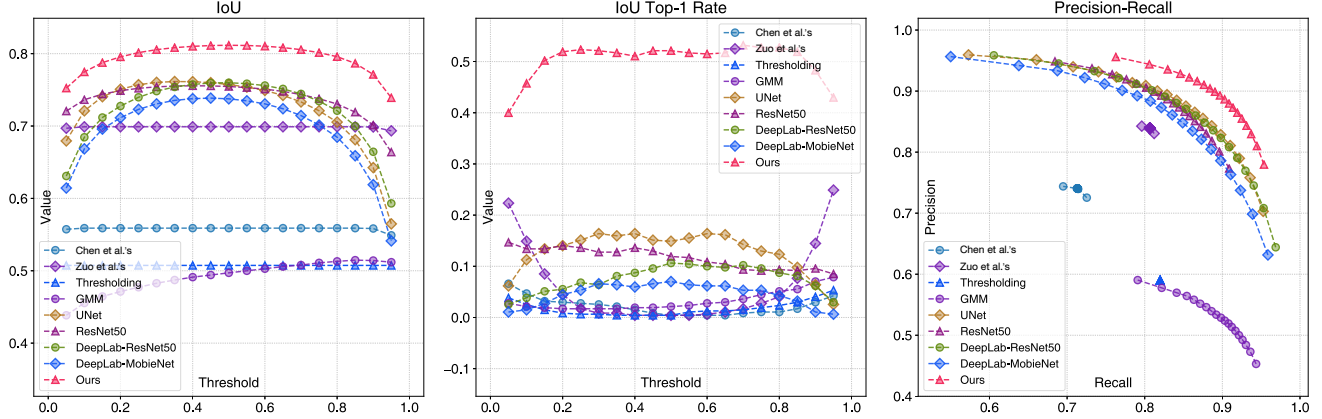 IoU
0.8
0.7
0.6
0.5
0.4
Value
Chen et al.'s
Zuo et al.'s
Thresholding
GMM
UNet
ResNet50
DeepLab-ResNet50
DeepLab-MobieNet
Ours
Threshold
0.0 0.2 0.4 0.6 0.8 1.0
IoU Top-1 Rate
0.5
0.4
0.3
0.2
0.1
0.0
−0.1
Value
Chen et al.'s
Zuo et al.'s
Thresholding
GMM
UNet
ResNet50
DeepLab-ResNet50
DeepLab-MobieNet
Ours
Threshold
0.0 0.2 0.4 0.6 0.8 1.0
Precision-Recall
1.0
0.9
0.8
0.7
0.6
0.5
0.4
Precision
Chen et al.'s
Zuo et al.'s
Thresholding
GMM
UNet
ResNet50
DeepLab-ResNet50
DeepLab-MobieNet
Ours
Recall
0.6 0.7 0.8 0.9 1.0